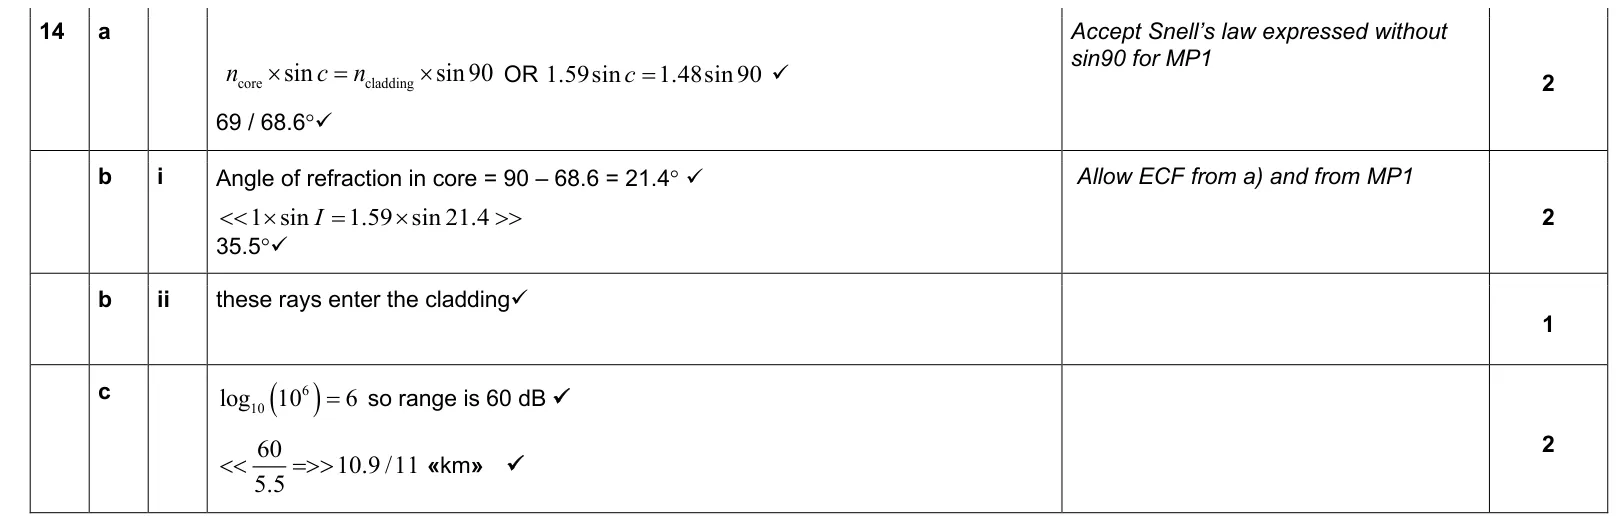 14 a n_core × sin c = n_cladding × sin 90 OR 1.59 sin c = 1.48 sin 90 ✓
69 / 68.6°✓
Accept Snell’s law expressed without
sin90 for MP1
2
b i Angle of refraction in core = 90 – 68.6 = 21.4° ✓
<< 1× sin I = 1.59 × sin 21.4 >>
35.5°✓
Allow ECF from a) and from MP1
2
b ii these rays enter the cladding✓
1
c log₁₀(10⁶) = 6 so range is 60 dB ✓
<< 60/5.5 =>> 10.9 / 11 «km» ✓
2